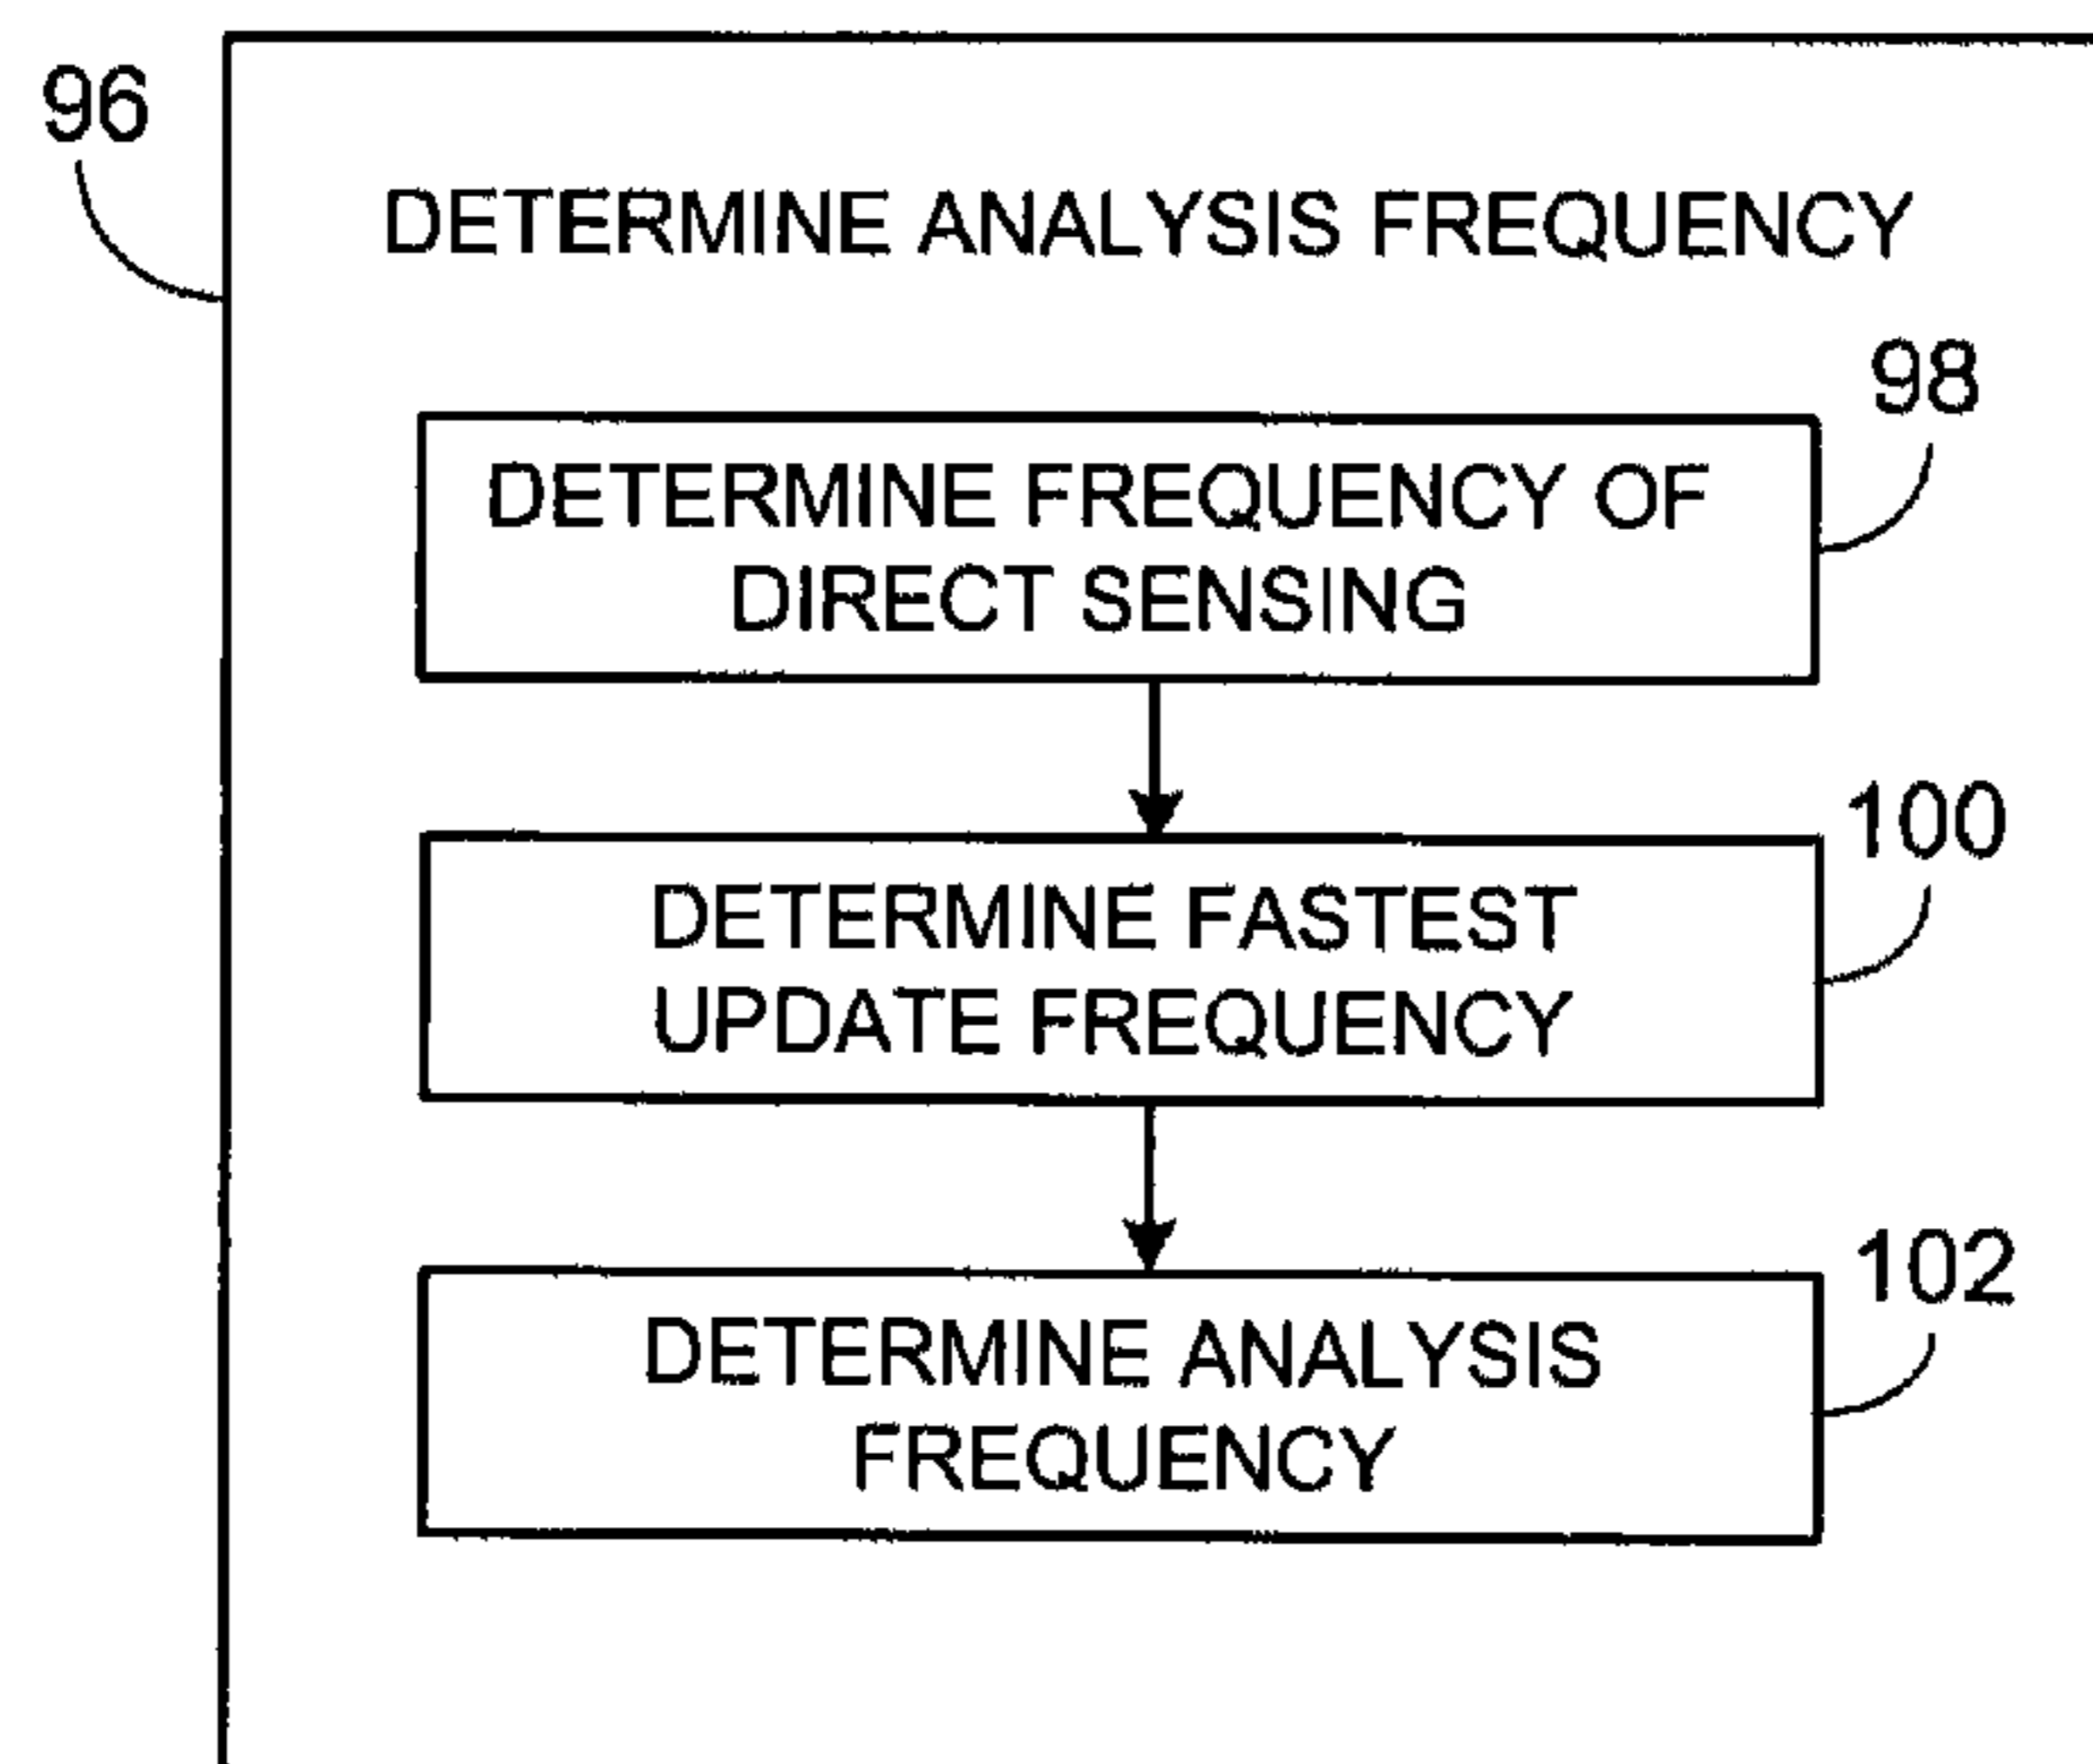 96
DETERMINE ANALYSIS FREQUENCY
98
DETERMINE FREQUENCY OF
DIRECT SENSING
100
DETERMINE FASTEST
UPDATE FREQUENCY
102
DETERMINE ANALYSIS
FREQUENCY